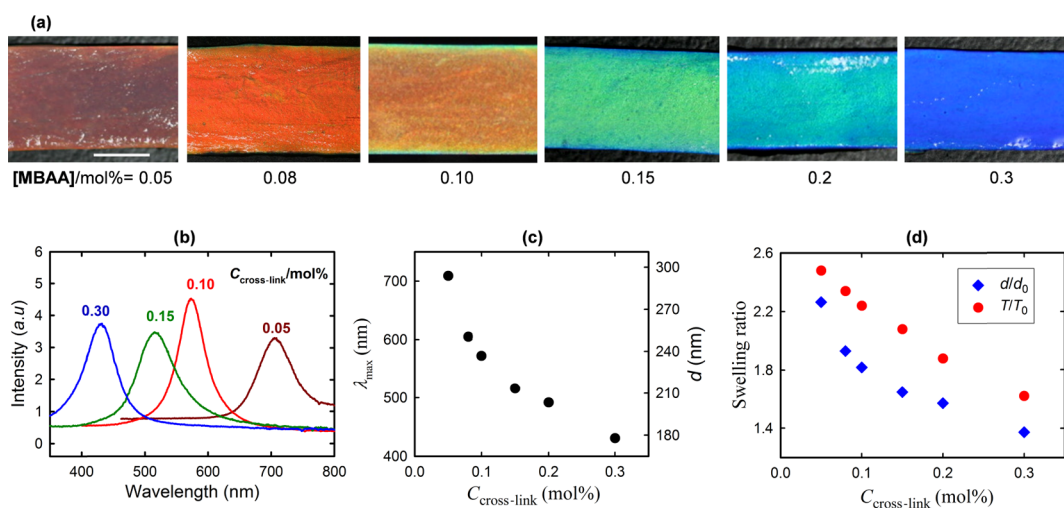 (a)
[MBAA]/mol%= 0.05 0.08 0.10 0.15 0.2 0.3
(b)
6
5
4
3
2
1
0
Intensity (a.u)
C cross-link/mol%
0.30
0.15
0.10
0.05
400 500 600 700 800
Wavelength (nm)
(c)
700
600
500
400
λmax (nm)
300
270
240
210
180
d (nm)
0.0 0.1 0.2 0.3
Ccross-link (mol%)
(d)
2.6
2.2
1.8
1.4
Swelling ratio
d/d0
T/T0
0.0 0.1 0.2 0.3
Ccross-link (mol%)